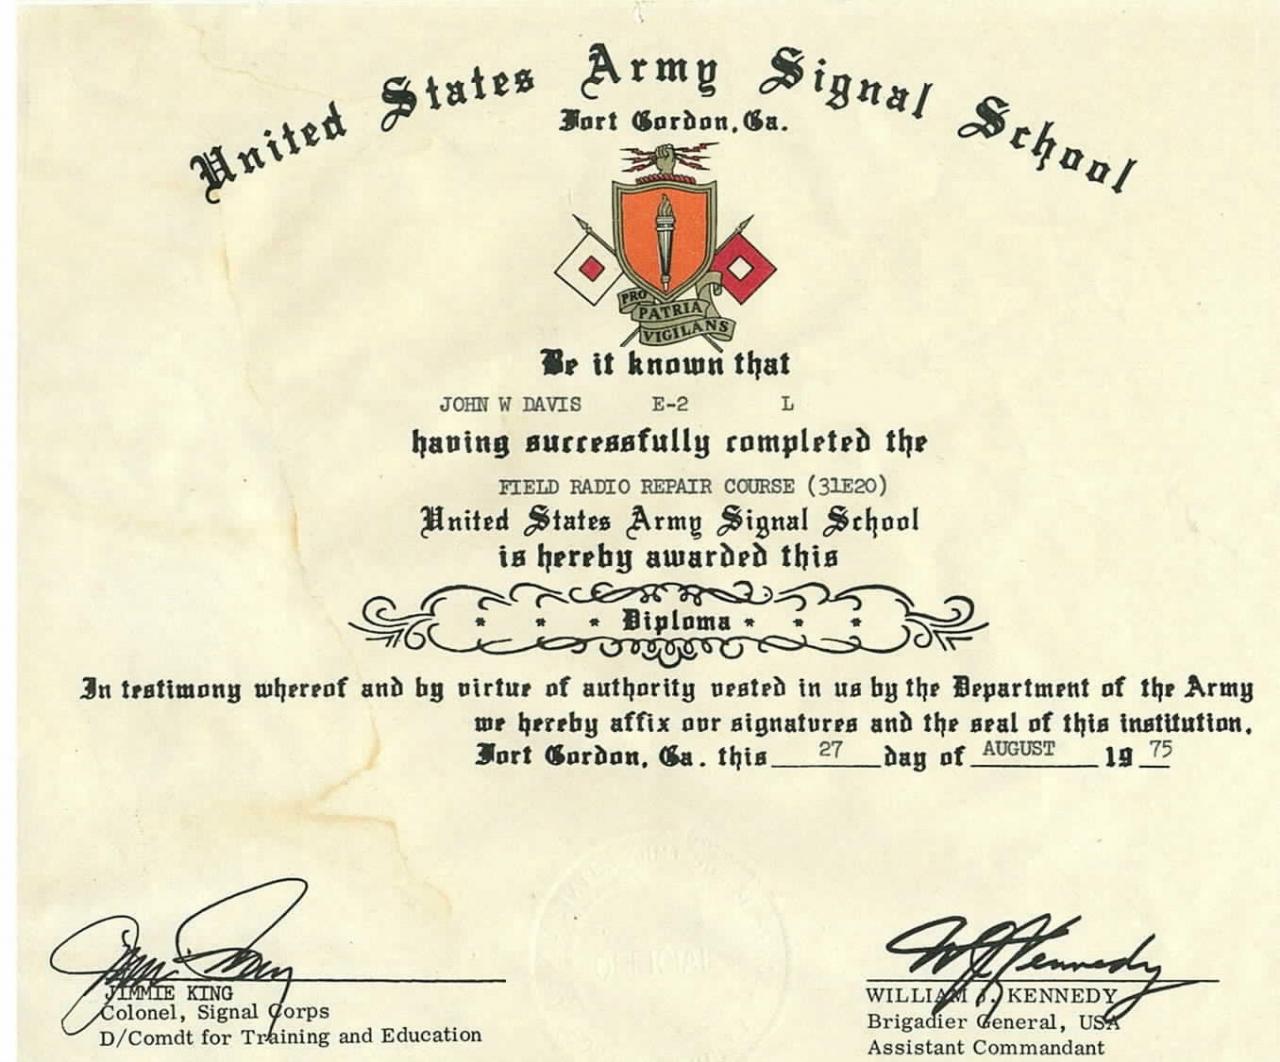 United States Army Signal School
Fort Gordon, Ga.
PRO PATRIA VIGILANS
Be it known that
JOHN W DAVIS E-2 L
having successfully completed the
FIELD RADIO REPAIR COURSE (31E20)
United States Army Signal School
is hereby awarded this
* * * Diploma * * *
In testimony whereof and by virtue of authority vested in us by the Department of the Army
we hereby affix our signatures and the seal of this institution.
Fort Gordon, Ga. this 27 day of AUGUST 19 75
JIMMIE KING
Colonel, Signal Corps
D/Comdt for Training and Education
W J Kennedy
WILLIAM J. KENNEDY
Brigadier General, USA
Assistant Commandant